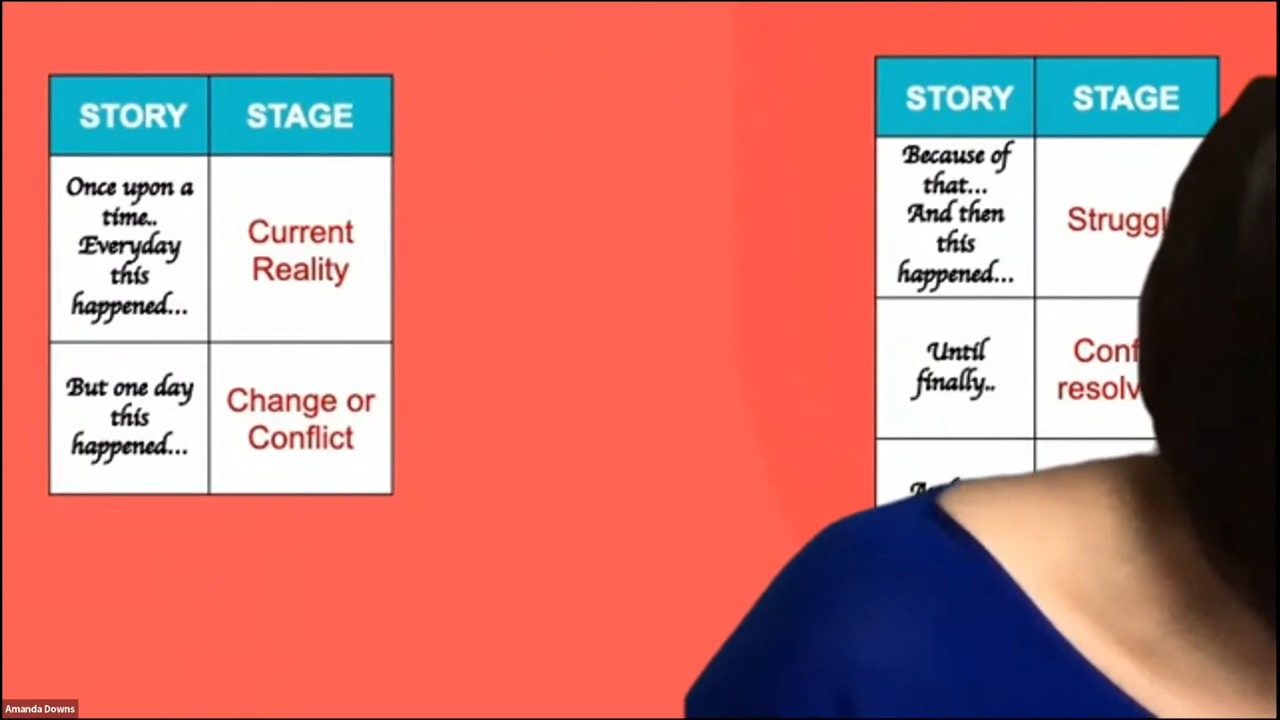 STORY STAGE
Once upon a
time..
Everyday
this
happened...
Current
Reality
But one day
this
happened...
Change or
Conflict
STORY STAGE
Because of
that...
And then
this
happened...
Until
finally..
Amanda Downs